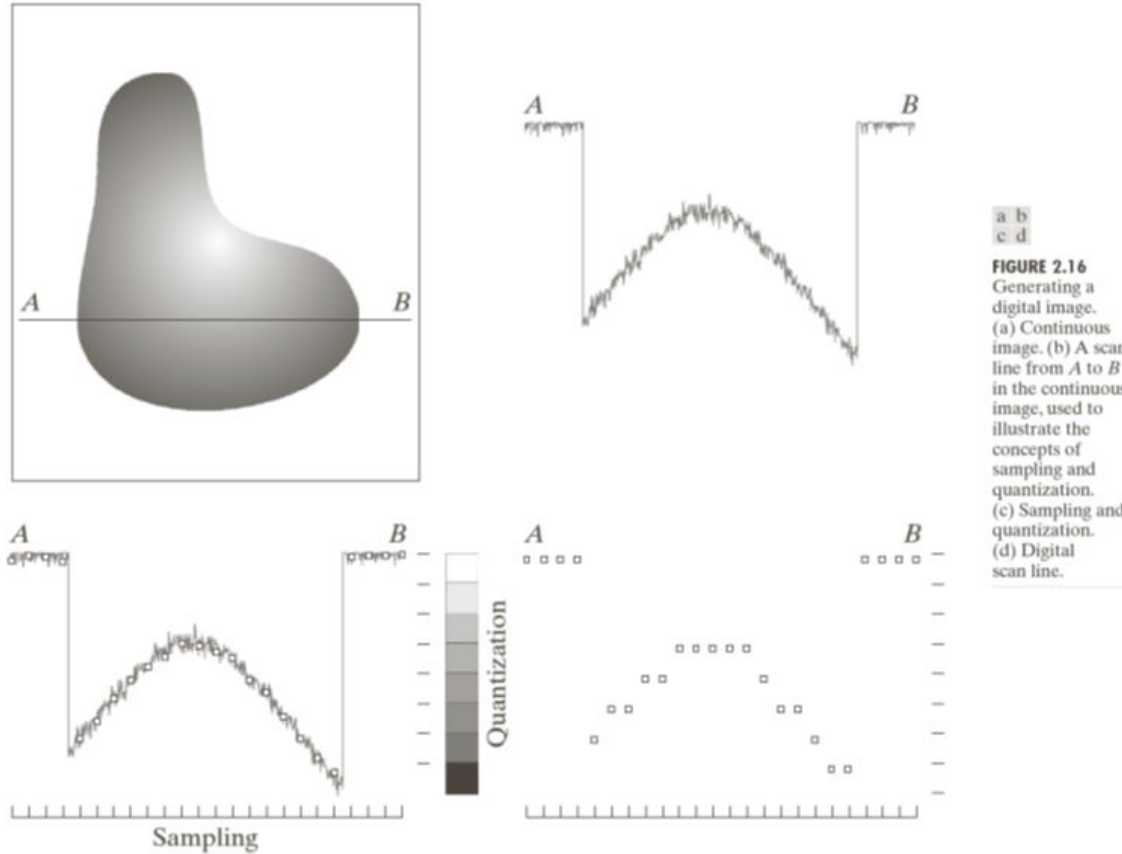 A B
A B
a b
c d
FIGURE 2.16
Generating a
digital image.
(a) Continuous
image. (b) A scan
line from A to B
in the continuous
image, used to
illustrate the
concepts of
sampling and
quantization.
(c) Sampling and
quantization.
(d) Digital
scan line.
A B
Quantization
A B
Sampling